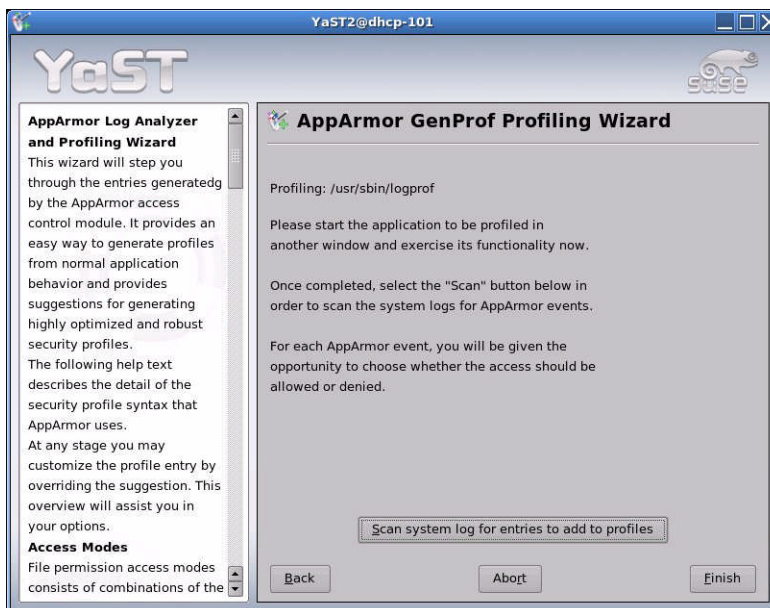 YaST2@dhcp-101
YaST
suse
AppArmor Log Analyzer
and Profiling Wizard
This wizard will step you
through the entries generatedg
by the AppArmor access
control module. It provides an
easy way to generate profiles
from normal application
behavior and provides
suggestions for generating
highly optimized and robust
security profiles.
The following help text
describes the detail of the
security profile syntax that
AppArmor uses.
At any stage you may
customize the profile entry by
overriding the suggestion. This
overview will assist you in
your options.
Access Modes
File permission access modes
consists of combinations of the
AppArmor GenProf Profiling Wizard
Profiling: /usr/sbin/logprof
Please start the application to be profiled in
another window and exercise its functionality now.
Once completed, select the "Scan" button below in
order to scan the system logs for AppArmor events.
For each AppArmor event, you will be given the
opportunity to choose whether the access should be
allowed or denied.
Scan system log for entries to add to profiles
Back
Abort
Finish